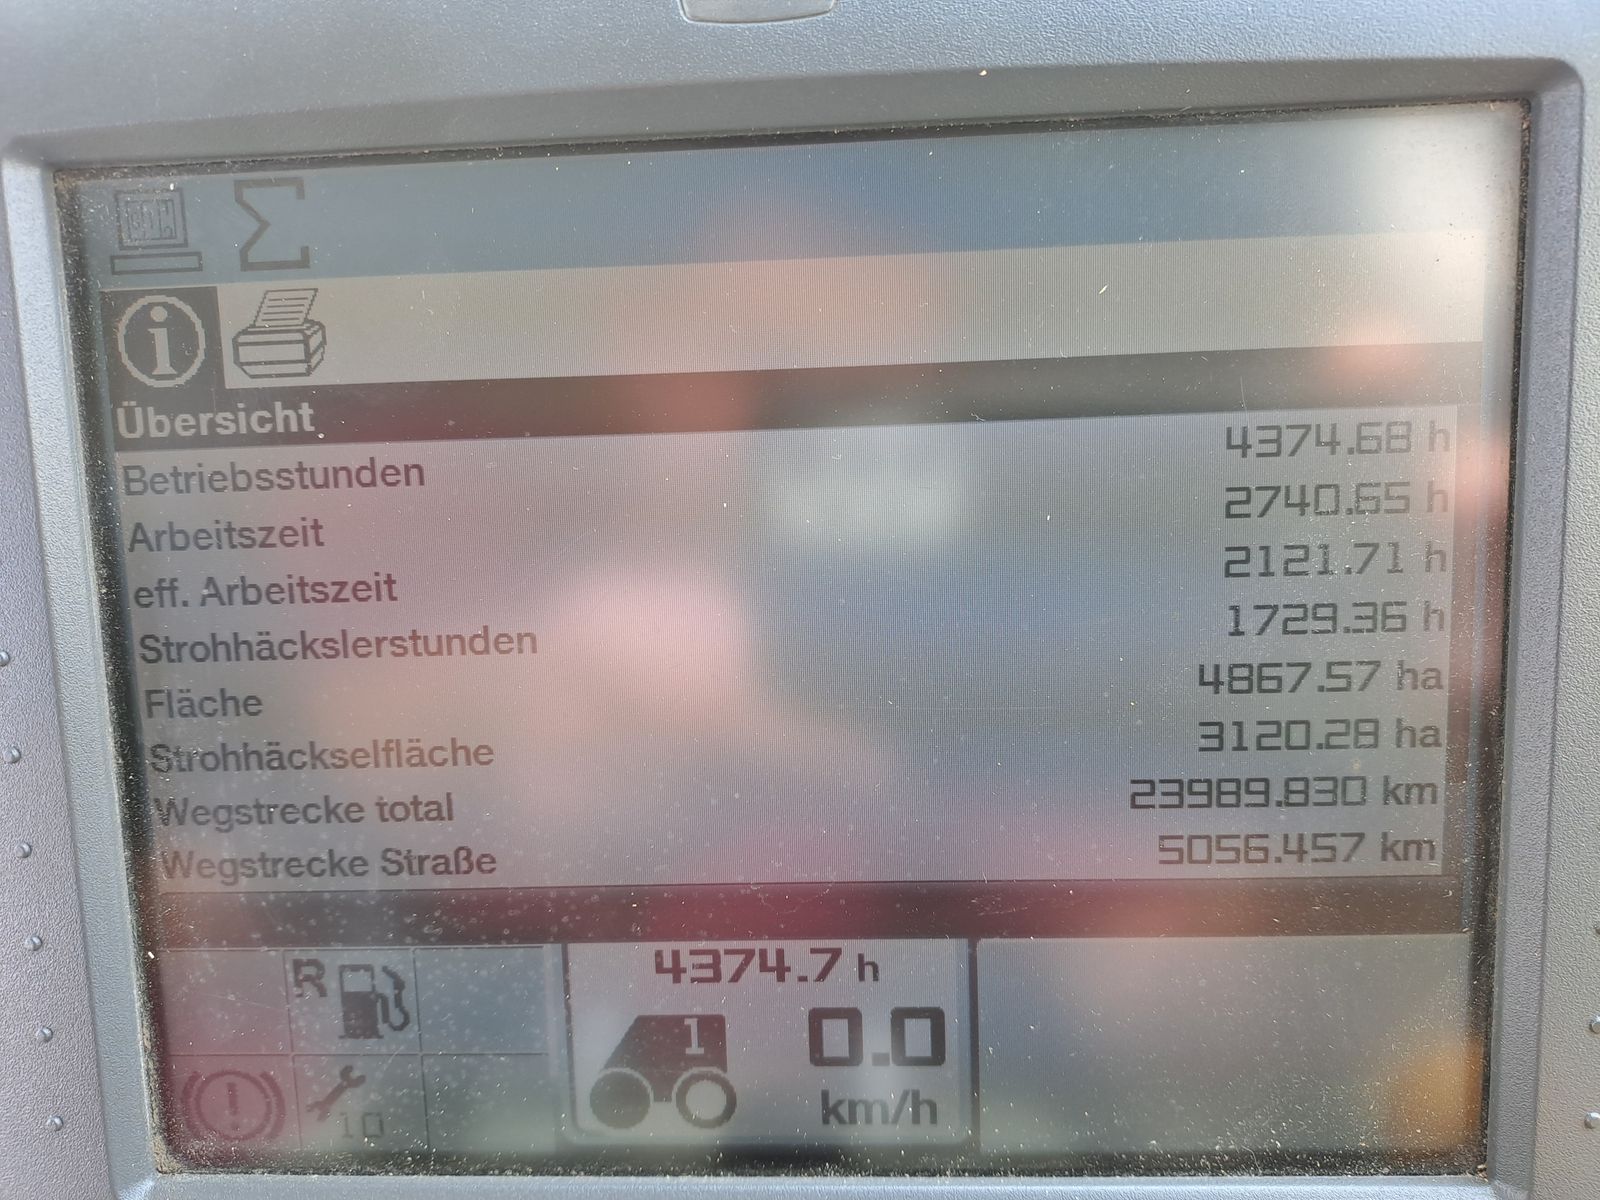 Übersicht
Betriebsstunden 4374.68 h
Arbeitszeit 2740.65 h
eff. Arbeitszeit 2121.71 h
Strohhäckslerstunden 1729.36 h
Fläche 4867.57 ha
Strohhäckselfläche 3120.28 ha
Wegstrecke total 23989.830 km
Wegstrecke Straße 5056.457 km
R
4374.7 h
1
0.0
km/h
10